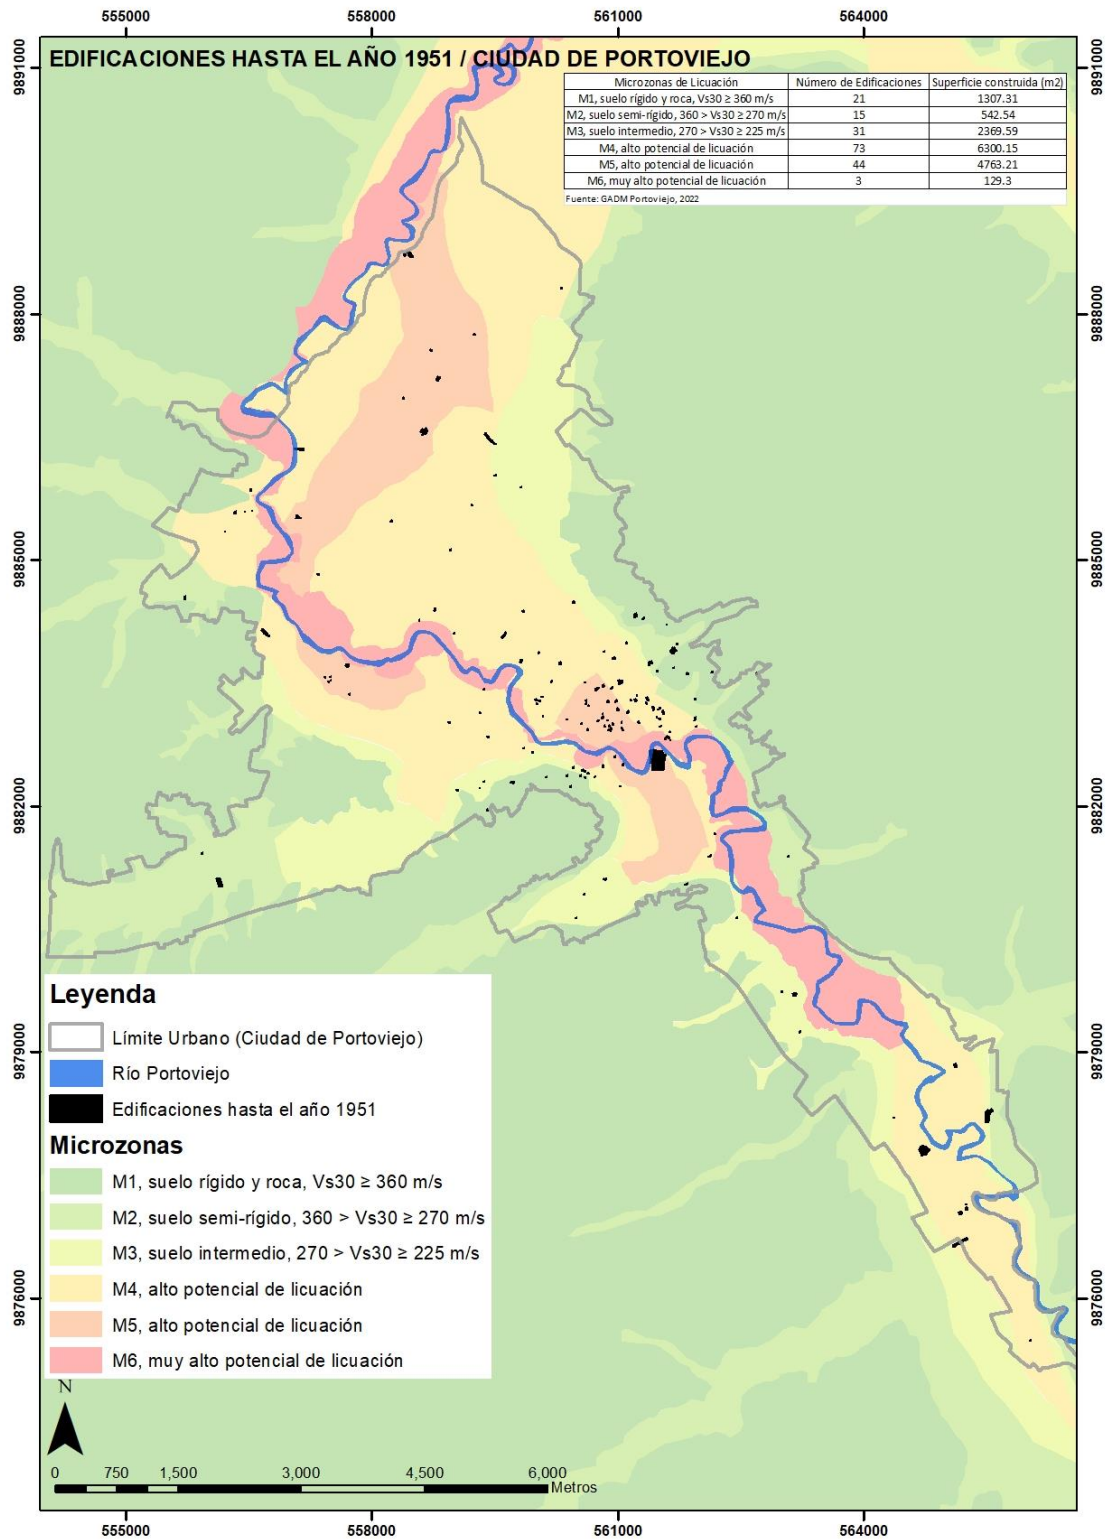 555000 558000 561000 564000
EDIFICACIONES HASTA EL AÑO 1951 / CIUDAD DE PORTOVIEJO
Microzonas de Licuación Número de Edificaciones Superficie construida (m2)
M1, suelo rígido y roca, Vs30 ≥ 360 m/s 21 1307.31
M2, suelo semi-rígido, 360 > Vs30 ≥ 270 m/s 15 542.54
M3, suelo intermedio, 270 > Vs30 ≥ 225 m/s 31 2369.59
M4, alto potencial de licuación 73 6300.15
M5, alto potencial de licuación 44 4763.21
M6, muy alto potencial de licuación 3 129.3
Fuente: GADM Portoviejo, 2022
9891000 9891000
9888000 9888000
9885000 9885000
9882000 9882000
9879000 9879000
9876000 9876000
Leyenda
Límite Urbano (Ciudad de Portoviejo)
Río Portoviejo
Edificaciones hasta el año 1951
Microzonas
M1, suelo rígido y roca, Vs30 ≥ 360 m/s
M2, suelo semi-rígido, 360 > Vs30 ≥ 270 m/s
M3, suelo intermedio, 270 > Vs30 ≥ 225 m/s
M4, alto potencial de licuación
M5, alto potencial de licuación
M6, muy alto potencial de licuación
N
0 750 1,500 3,000 4,500 6,000
Metros
555000 558000 561000 564000